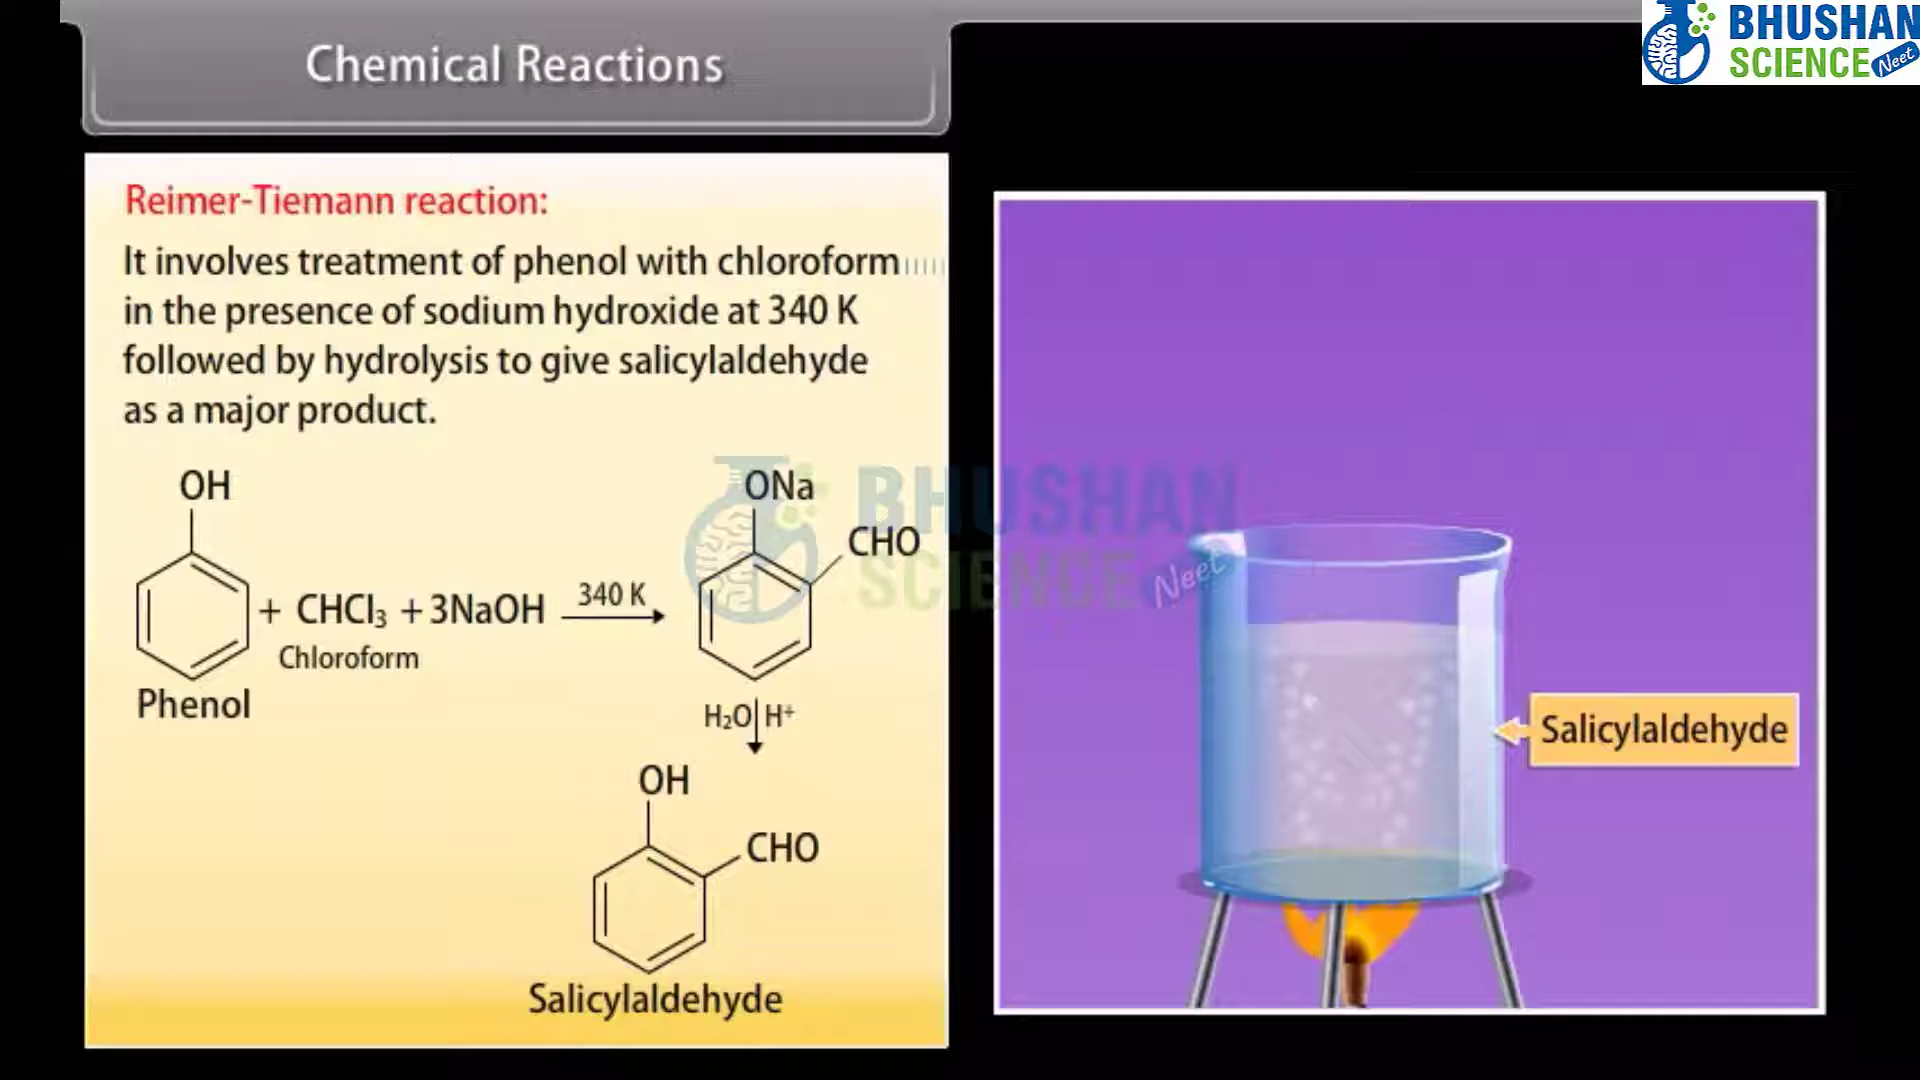 Chemical Reactions
BHUSHAN
SCIENCE Neet
Reimer-Tiemann reaction:
It involves treatment of phenol with chloroform
in the presence of sodium hydroxide at 340 K
followed by hydrolysis to give salicylaldehyde
as a major product.
OH
ONa
CHO
+ CHCl₃ + 3NaOH
340 K
Chloroform
Phenol
H₂O H⁺
OH
CHO
Salicylaldehyde
BHUSHAN
SCIENCE Neet
Salicylaldehyde